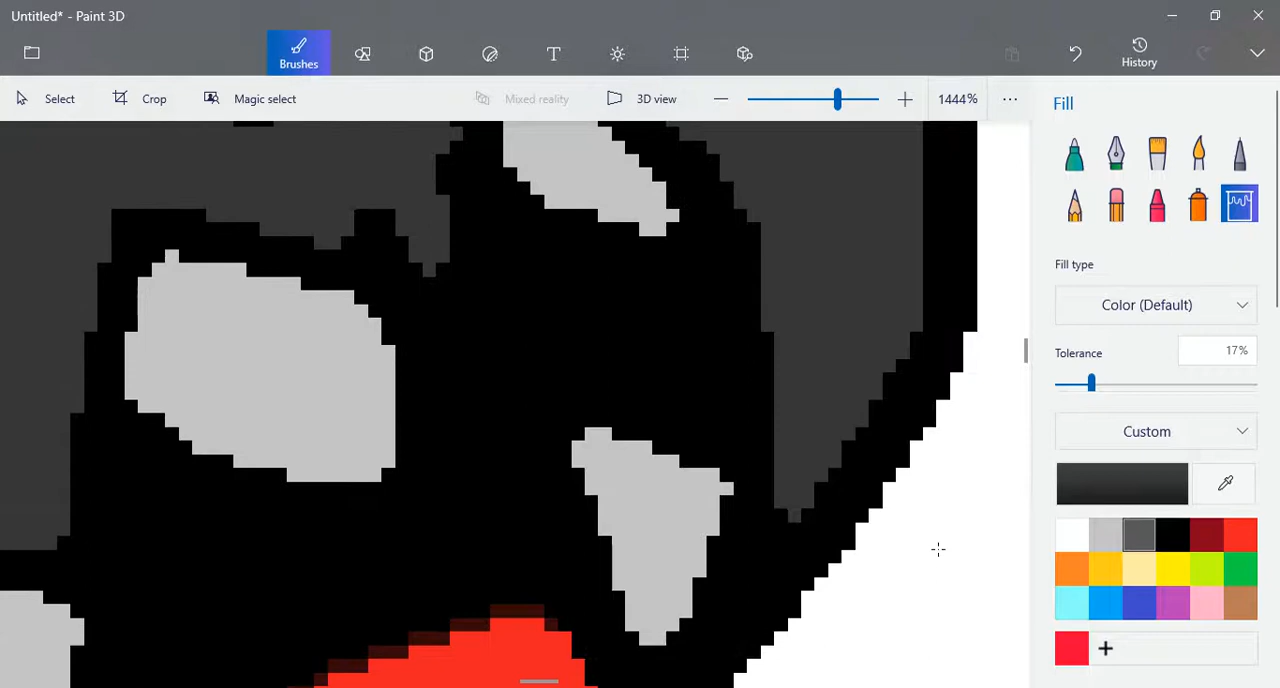 Untitled* - Paint 3D
Brushes
T
History
Select
Crop
Magic select
Mixed reality
3D view
1444%
Fill
Fill type
Color (Default)
Tolerance
17%
Custom